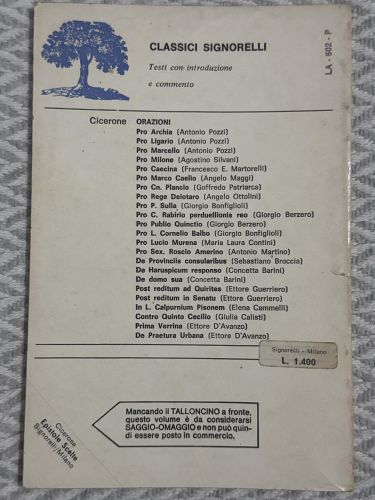 CLASSICI SIGNORELLI
Testi con introduzione
e commento
LA - 602 - P
Cicerone ORAZIONI
Pro Archia (Antonio Pozzi)
Pro Ligario (Antonio Pozzi)
Pro Marcello (Antonio Pozzi)
Pro Milone (Agostino Silvani)
Pro Caecina (Francesco E. Martorelli)
Pro Marco Caelio (Angelo Maggi)
Pro Cn. Plancio (Goffredo Patriarca)
Pro Rege Deiotaro (Angelo Ottolini)
Pro P. Sulla (Giorgio Bonfiglioli)
Pro C. Rabirio perduellionis reo (Giorgio Berzero)
Pro Publio Quinctio (Giorgio Berzero)
Pro L. Cornelio Balbo (Giorgio Bonfiglioli)
Pro Lucio Murena (Maria Laura Contini)
Pro Sex. Roscio Amerino (Antonio Martino)
De Provinciis consularibus (Sebastiano Broccia)
De Haruspicum responso (Concetta Barini)
De domo sua (Concetta Barini)
Post reditum ad Quirites (Ettore Guerriero)
Post reditum in Senatu (Ettore Guerriero)
In L. Calpurnium Pisonem (Elena Cammelli)
Contro Quinto Cecilio (Giulia Calisti)
Prima Verrina (Ettore D'Avanzo)
De Praetura Urbana (Ettore D'Avanzo)
Signorelli - Milano
L. 1.400
Mancando il TALLONCINO a fronte,
questo volume è da considerarsi
SAGGIO-OMAGGIO e non può quin-
di essere posto in commercio.
Cicerone
Epistole Scelte
Signorelli/Milano